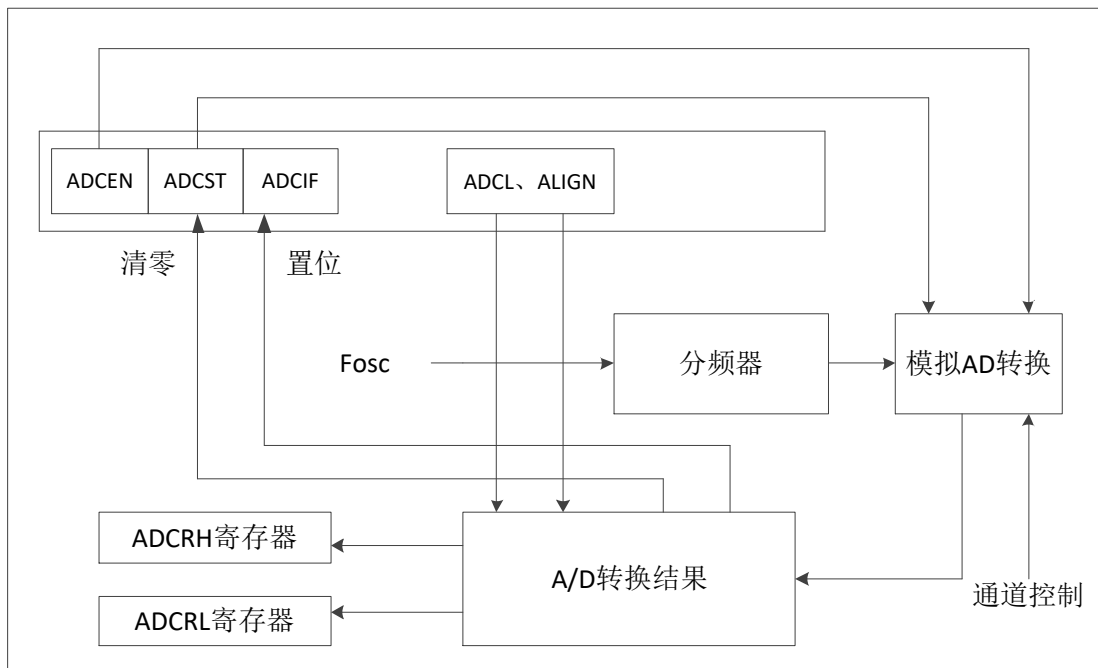 ADCEN
ADCST
ADCIF
ADCL、ALIGN
清零
置位
Fosc
分频器
模拟AD转换
ADCRH寄存器
A/D转换结果
通道控制
ADCRL寄存器